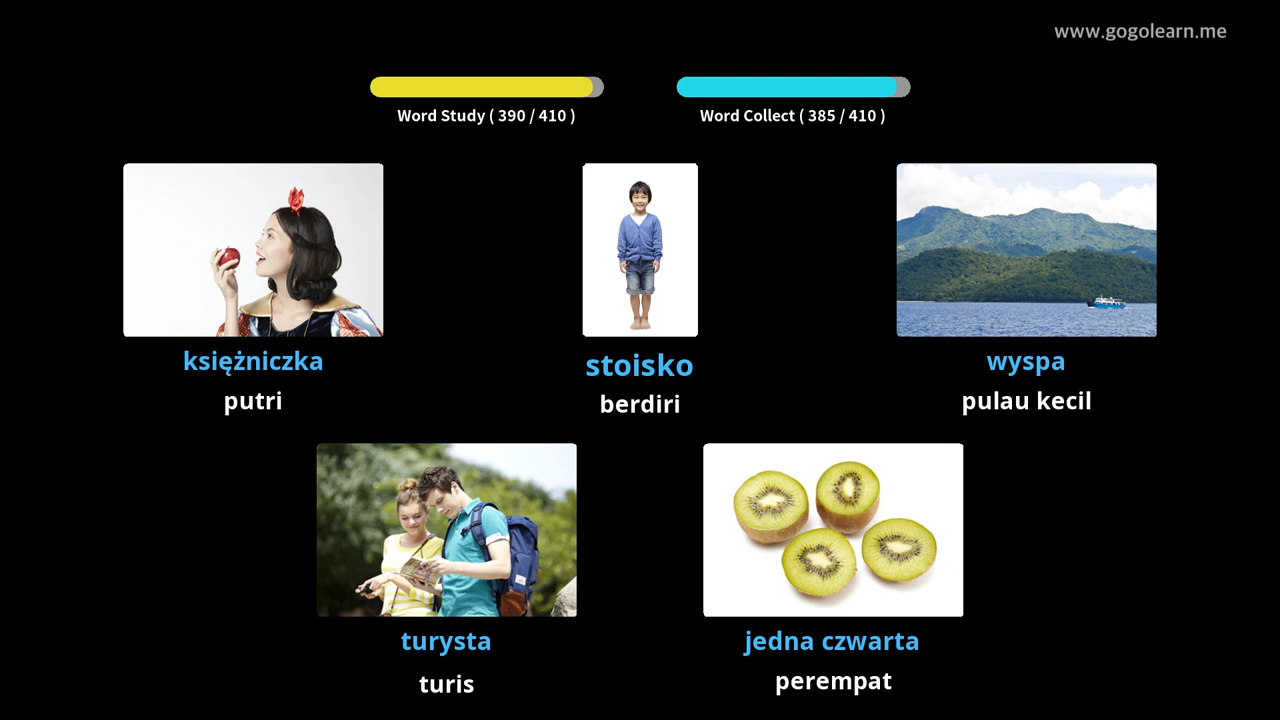 www.gogolearn.me
Word Study ( 390 / 410 )
Word Collect ( 385 / 410 )
księżniczka
putri
stoisko
berdiri
wyspa
pulau kecil
turysta
turis
jedna czwarta
perempat